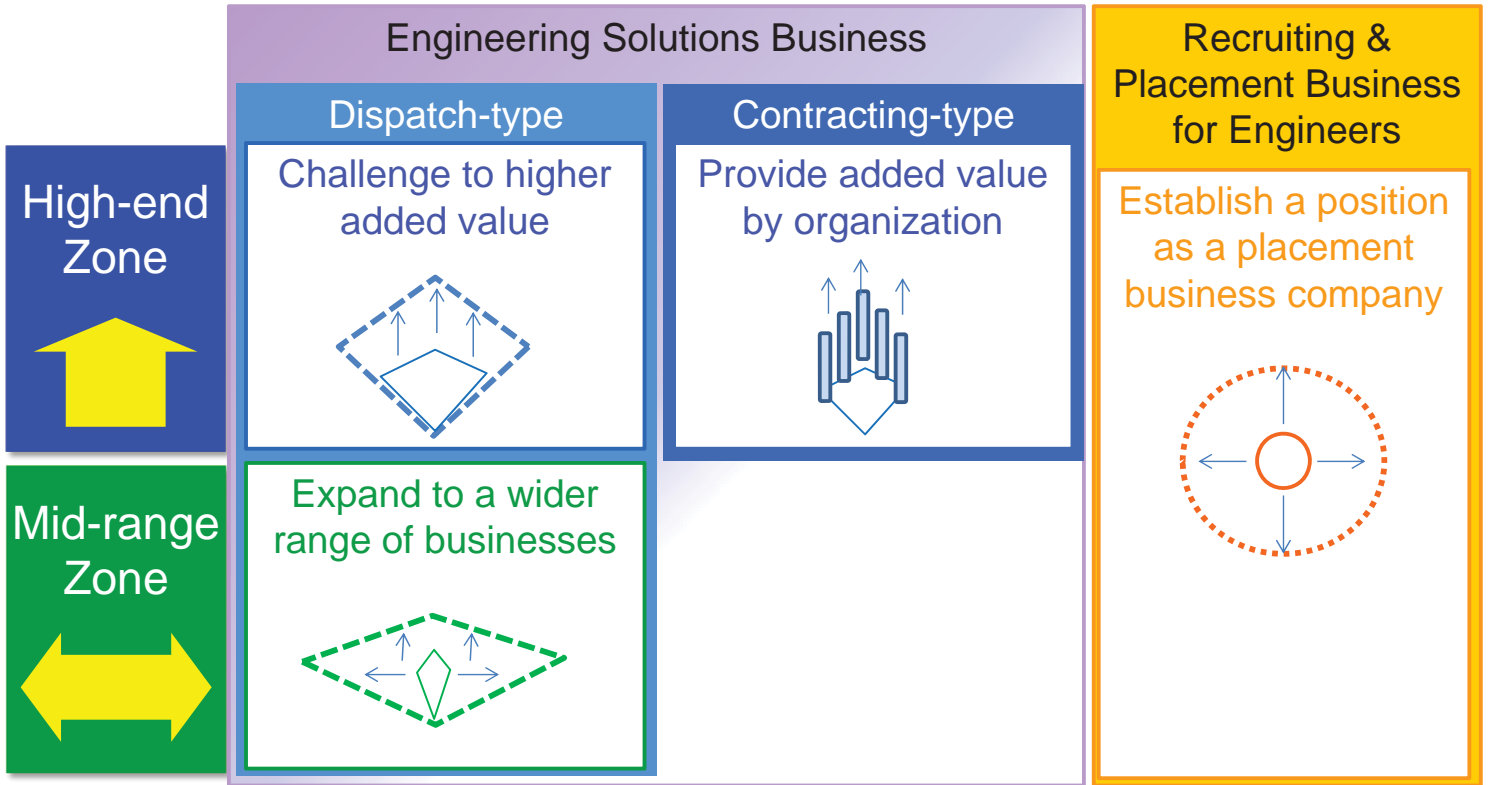 Engineering Solutions Business
Recruiting &
Placement Business
for Engineers
Dispatch-type
Contracting-type
High-end
Zone
Challenge to higher
added value
Provide added value
by organization
Establish a position
as a placement
business company
Mid-range
Zone
Expand to a wider
range of businesses